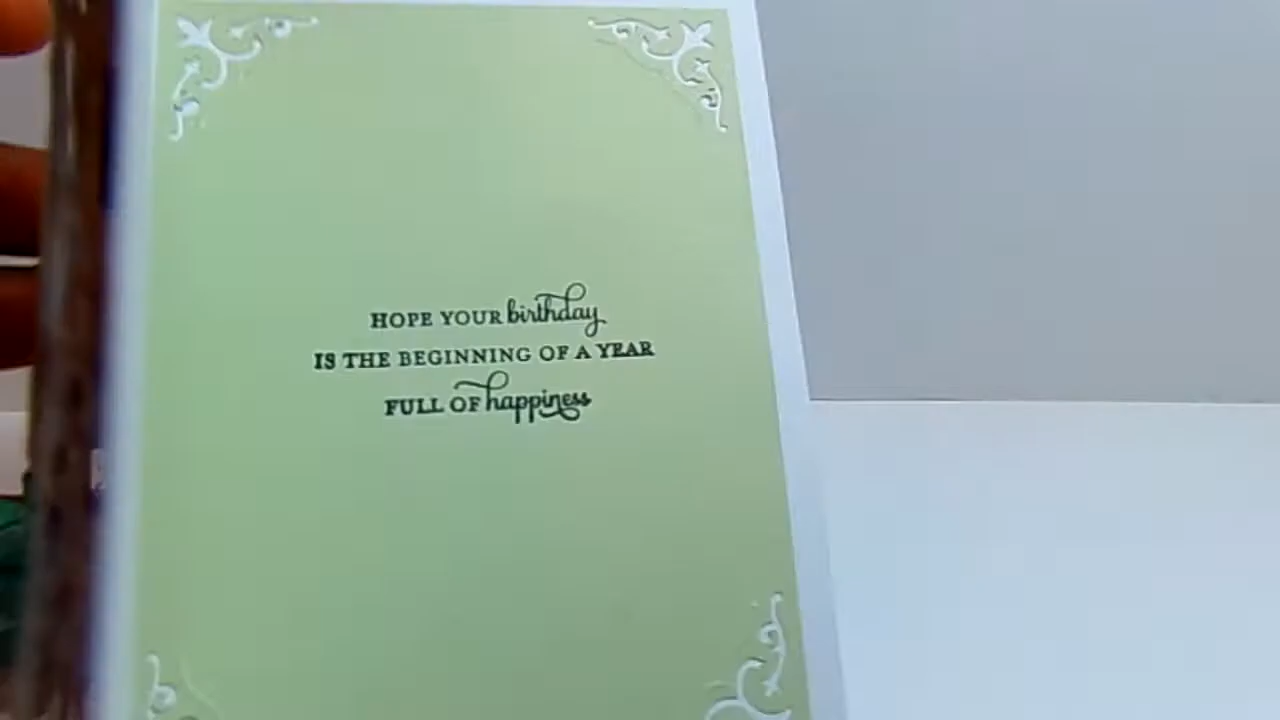 HOPE YOUR birthday
IS THE BEGINNING OF A YEAR
FULL OF happiness